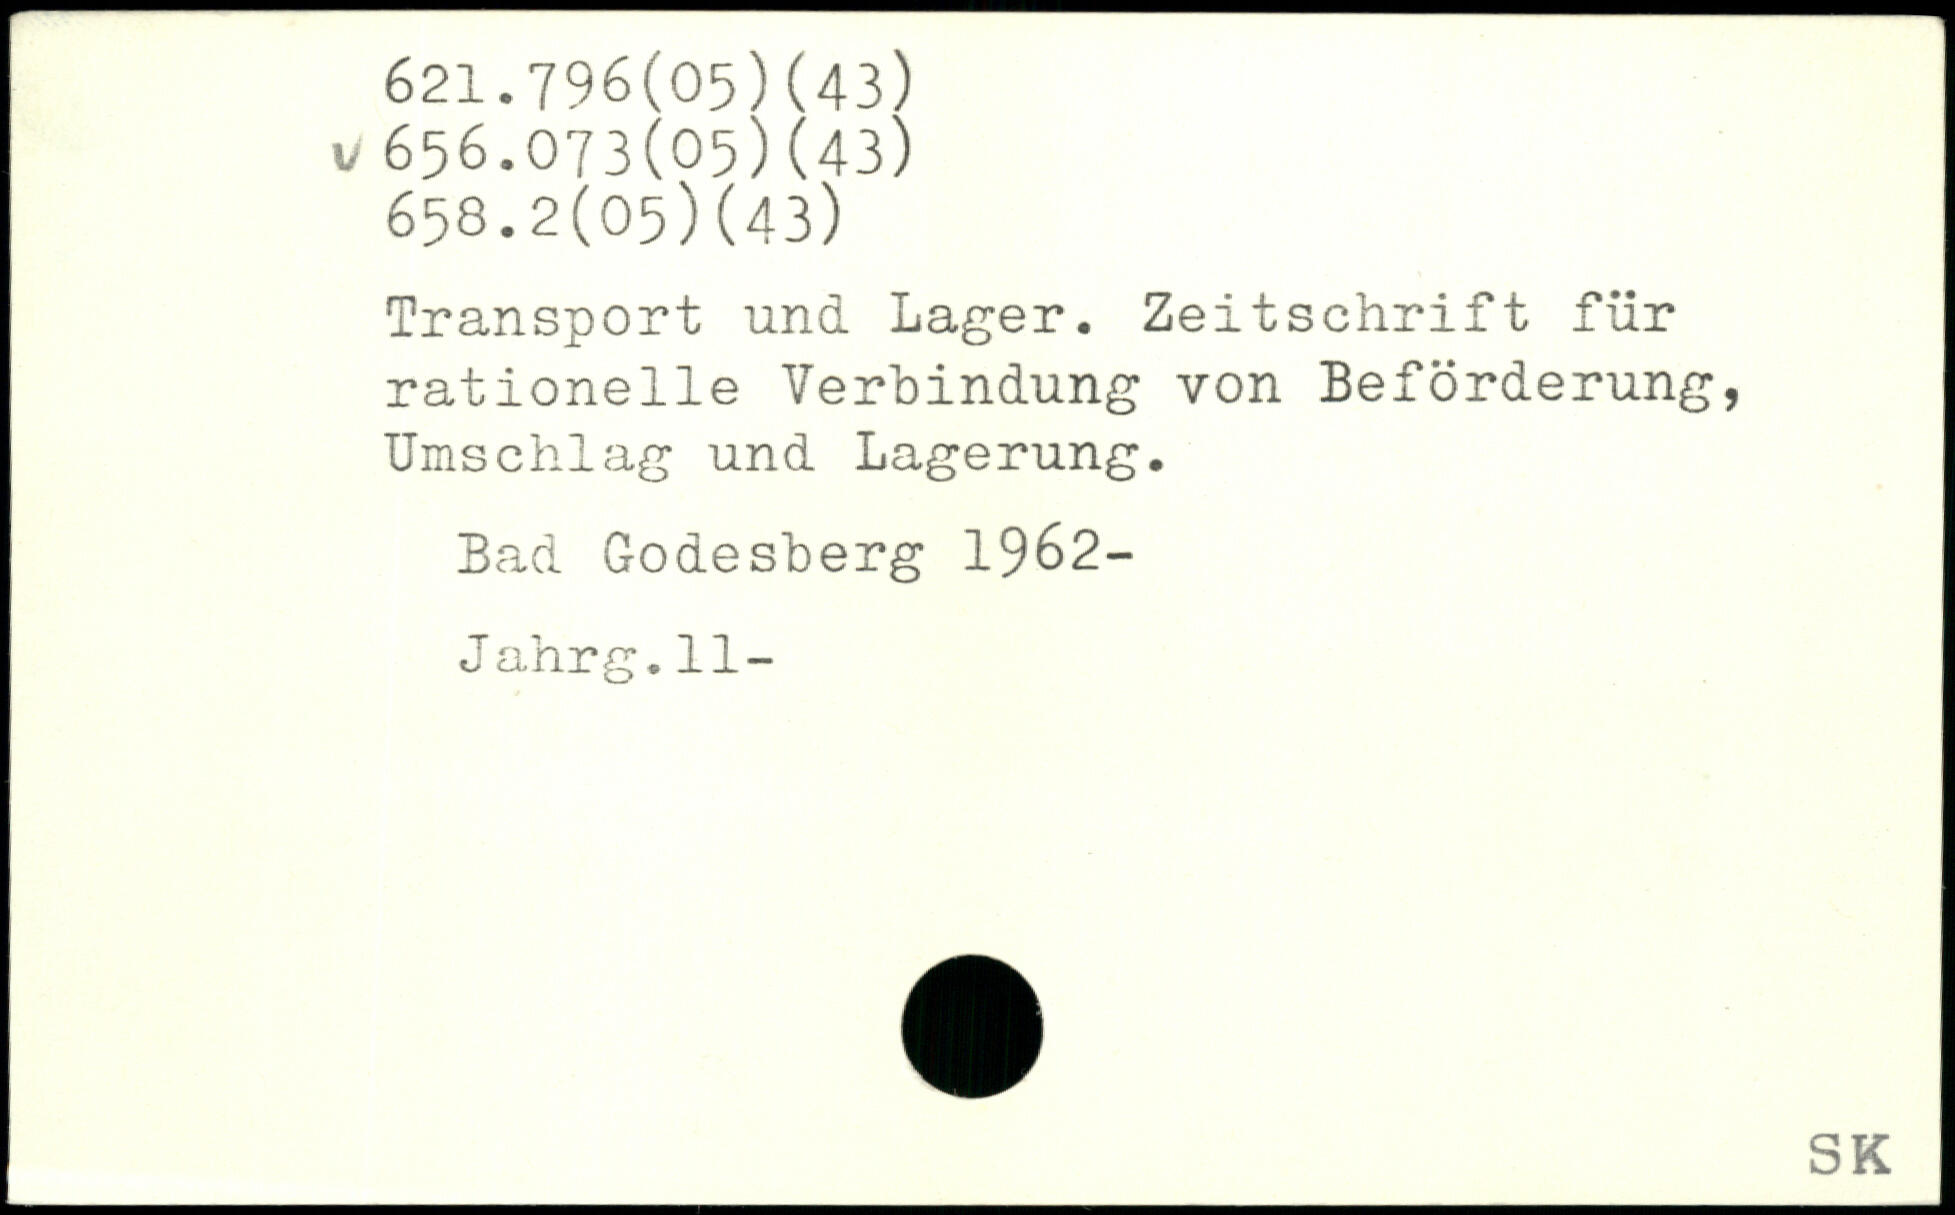 621.796(05)(43)
v 656.073(05)(43)
658.2(05)(43)
Transport und Lager. Zeitschrift für
rationelle Verbindung von Beförderung,
Umschlag und Lagerung.
Bad Godesberg 1962-
Jahrg.11-
SK